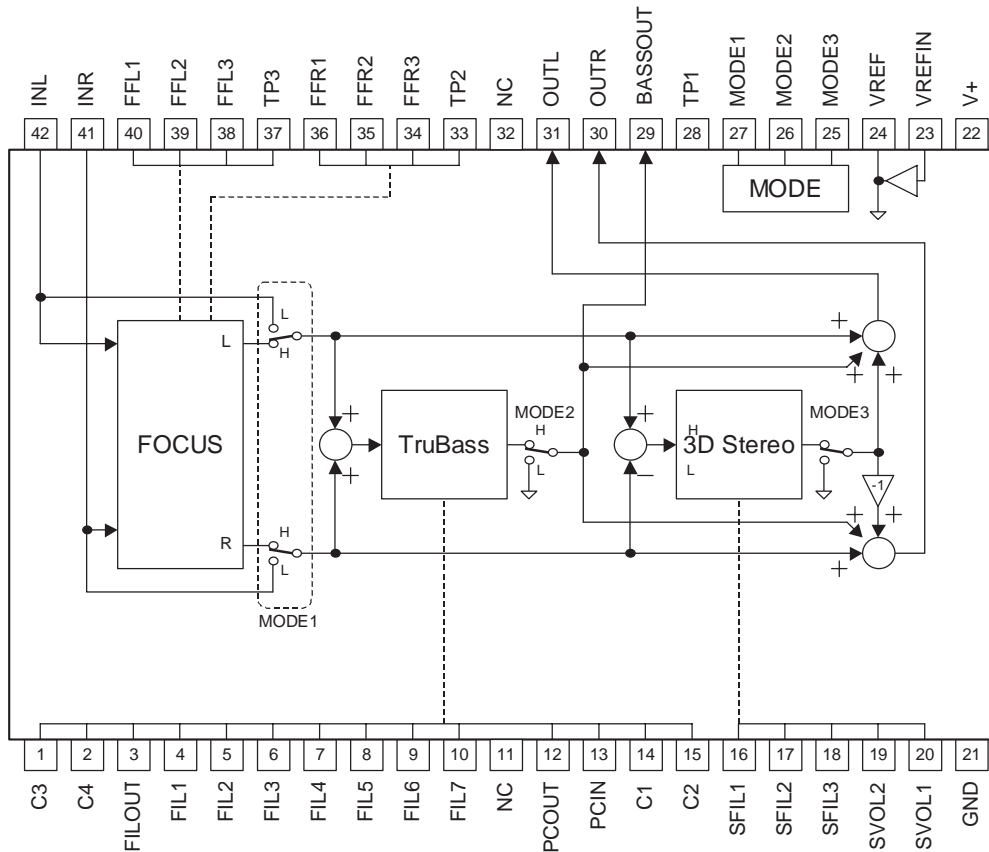 INL INR FFL1 FFL2 FFL3 TP3 FFR1 FFR2 FFR3 TP2 NC OUTL OUTR BASSOUT TP1 MODE1 MODE2 MODE3 VREF VREFIN V+
42 41 40 39 38 37 36 35 34 33 32 31 30 29 28 27 26 25 24 23 22
MODE
L
L
H
+
+
+
+
MODE2
MODE3
FOCUS
+
TruBass
H
L
+
H
3D Stereo
L
+
−
-1
+
+
R
H
L
+
MODE1
1 2 3 4 5 6 7 8 9 10 11 12 13 14 15 16 17 18 19 20 21
C3 C4 FILOUT FIL1 FIL2 FIL3 FIL4 FIL5 FIL6 FIL7 NC PCOUT PCIN C1 C2 SFIL1 SFIL2 SFIL3 SVOL2 SVOL1 GND